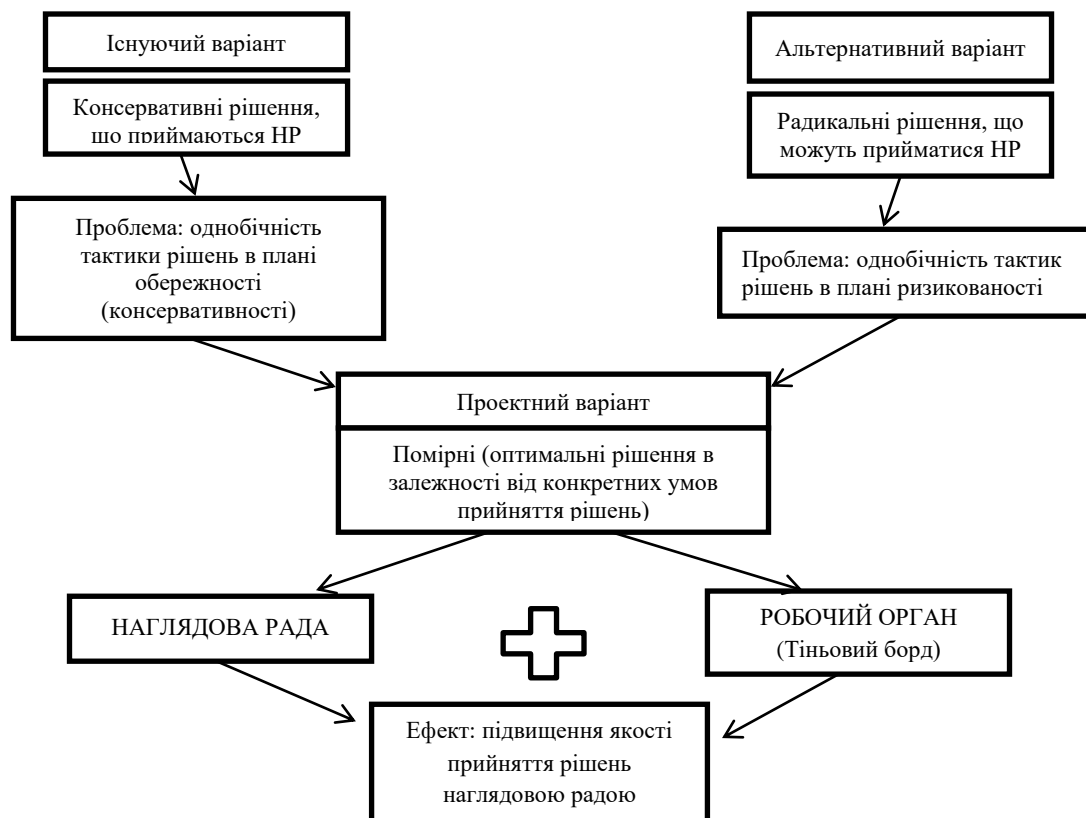 Існуючий варіант
Консервативні рішення,
що приймаються НР
Проблема: однобічність
тактики рішень в плані
обережності
(консервативності)
Альтернативний варіант
Радикальні рішення, що
можуть прийматися НР
Проблема: однобічність тактик
рішень в плані ризикованості
Проектний варіант
Помірні (оптимальні рішення в
залежності від конкретних умов
прийняття рішень)
НАГЛЯДОВА РАДА
РОБОЧИЙ ОРГАН
(Тіньовий борд)
Ефект: підвищення якості
прийняття рішень
наглядовою радою